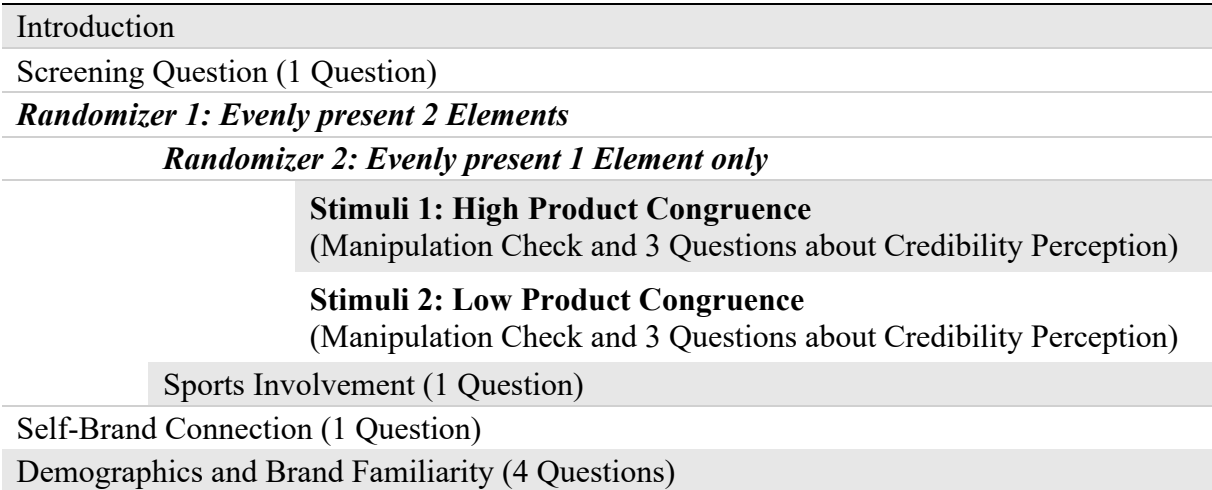 Introduction
Screening Question (1 Question)
Randomizer 1: Evenly present 2 Elements
Randomizer 2: Evenly present 1 Element only
Stimuli 1: High Product Congruence
(Manipulation Check and 3 Questions about Credibility Perception)
Stimuli 2: Low Product Congruence
(Manipulation Check and 3 Questions about Credibility Perception)
Sports Involvement (1 Question)
Self-Brand Connection (1 Question)
Demographics and Brand Familiarity (4 Questions)